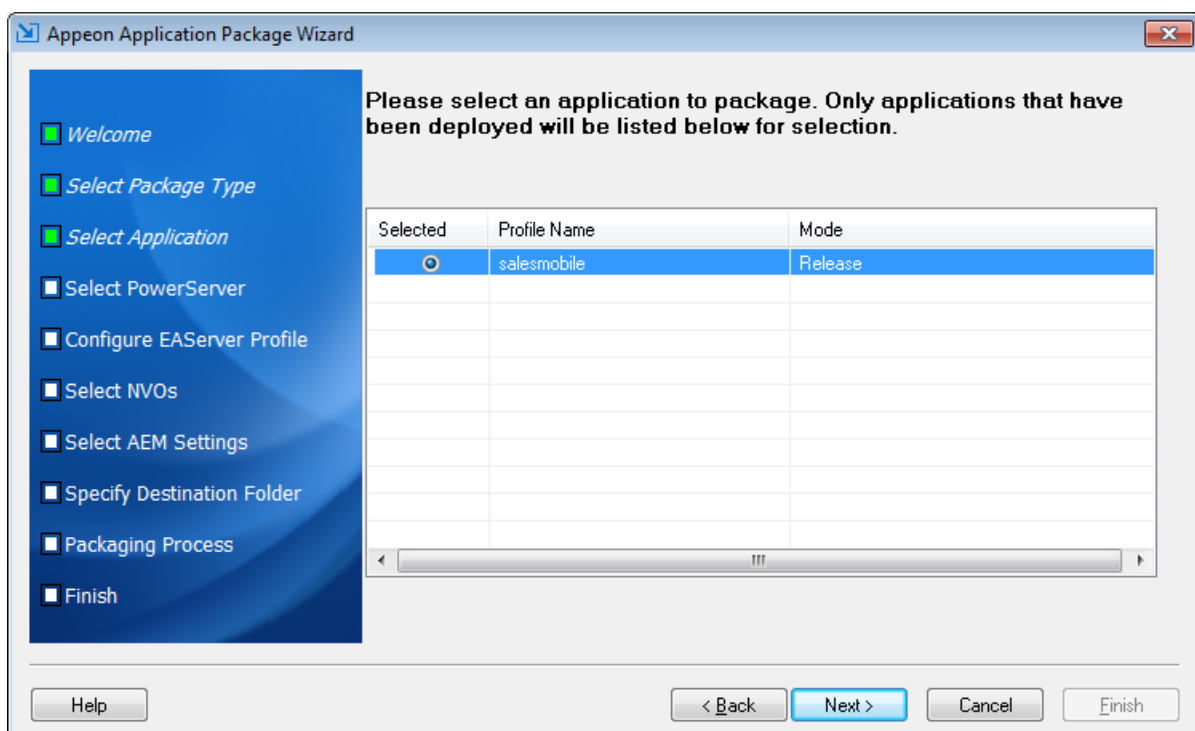 Appeon Application Package Wizard
Welcome
Select Package Type
Select Application
Select PowerServer
Configure EAServer Profile
Select NVOs
Select AEM Settings
Specify Destination Folder
Packaging Process
Finish
Please select an application to package. Only applications that have
been deployed will be listed below for selection.
Selected Profile Name Mode
salesmobile Release
Help < Back Next > Cancel Finish